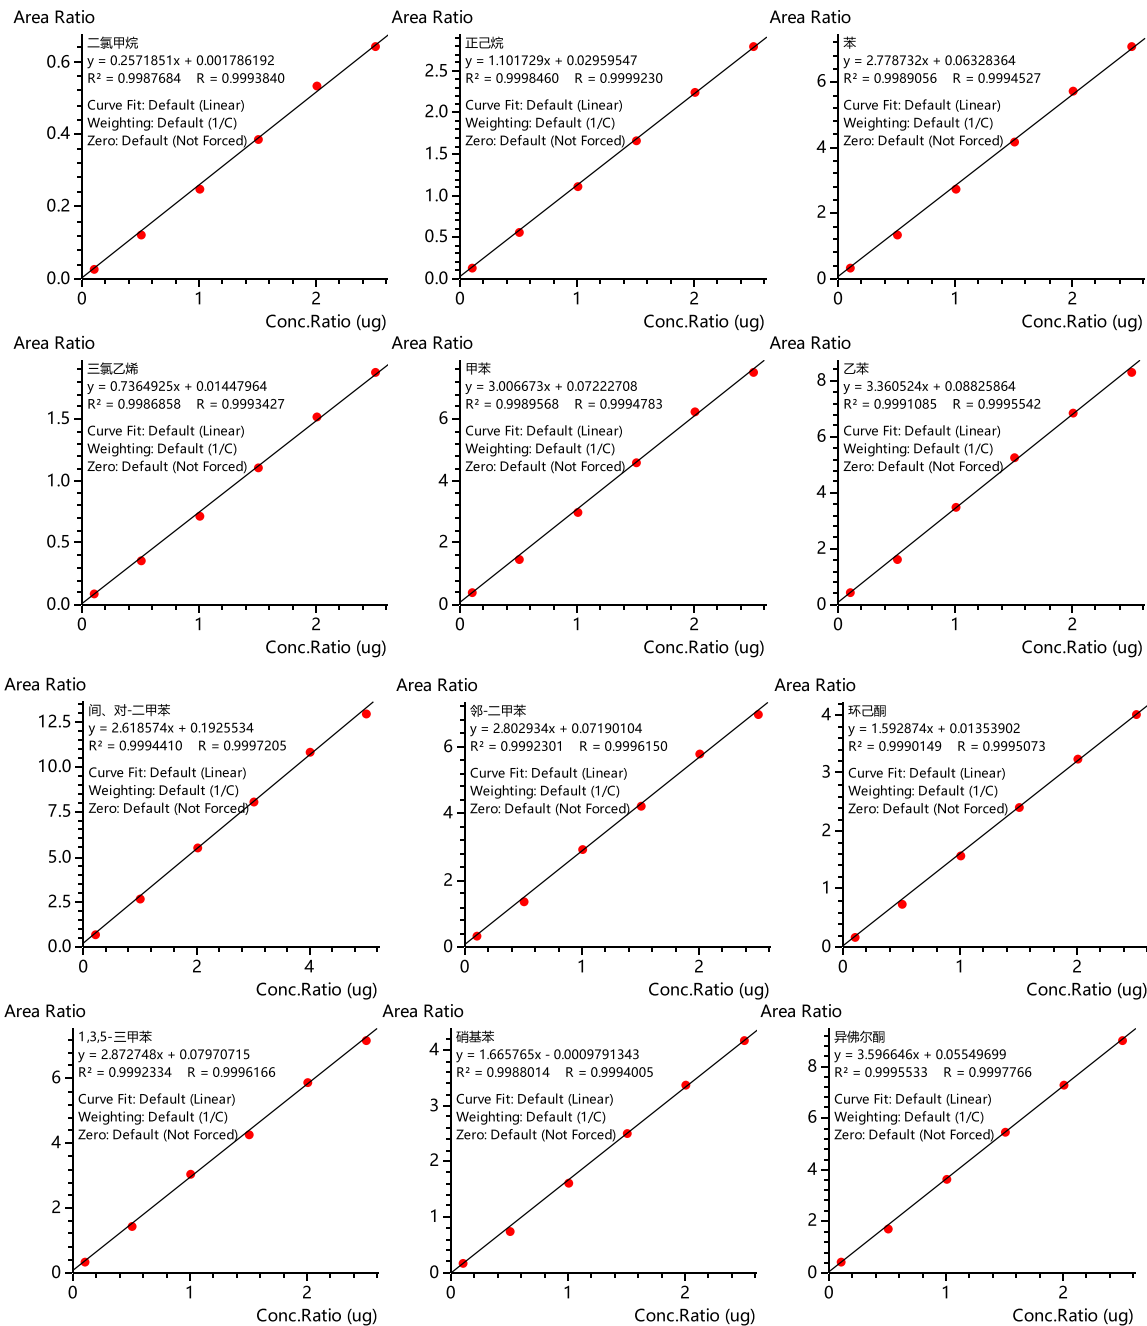 Area Ratio
二氯甲烷
y = 0.2571851x + 0.001786192
R² = 0.9987684 R = 0.9993840
Curve Fit: Default (Linear)
Weighting: Default (1/C)
Zero: Default (Not Forced)
0.6
0.4
0.2
0.0
0 1 2
Conc.Ratio (ug)
Area Ratio
正己烷
y = 1.101729x + 0.02959547
R² = 0.9998460 R = 0.9999230
Curve Fit: Default (Linear)
Weighting: Default (1/C)
Zero: Default (Not Forced)
2.5
2.0
1.5
1.0
0.5
0.0
0 1 2
Conc.Ratio (ug)
Area Ratio
苯
y = 2.778732x + 0.06328364
R² = 0.9989056 R = 0.9994527
Curve Fit: Default (Linear)
Weighting: Default (1/C)
Zero: Default (Not Forced)
6
4
2
0
0 1 2
Conc.Ratio (ug)
Area Ratio
三氯乙烯
y = 0.7364925x + 0.01447964
R² = 0.9986858 R = 0.9993427
Curve Fit: Default (Linear)
Weighting: Default (1/C)
Zero: Default (Not Forced)
1.5
1.0
0.5
0.0
0 1 2
Conc.Ratio (ug)
Area Ratio
甲苯
y = 3.006673x + 0.07222708
R² = 0.9989568 R = 0.9994783
Curve Fit: Default (Linear)
Weighting: Default (1/C)
Zero: Default (Not Forced)
6
4
2
0
0 1 2
Conc.Ratio (ug)
Area Ratio
乙苯
y = 3.360524x + 0.08825864
R² = 0.9991085 R = 0.9995542
Curve Fit: Default (Linear)
Weighting: Default (1/C)
Zero: Default (Not Forced)
8
6
4
2
0
0 1 2
Conc.Ratio (ug)
Area Ratio
间、对-二甲苯
y = 2.618574x + 0.1925534
R² = 0.9994410 R = 0.9997205
Curve Fit: Default (Linear)
Weighting: Default (1/C)
Zero: Default (Not Forced)
12.5
10.0
7.5
5.0
2.5
0.0
0 2 4
Conc.Ratio (ug)
Area Ratio
邻-二甲苯
y = 2.802934x + 0.07190104
R² = 0.9992301 R = 0.9996150
Curve Fit: Default (Linear)
Weighting: Default (1/C)
Zero: Default (Not Forced)
6
4
2
0
0 1 2
Conc.Ratio (ug)
Area Ratio
环己酮
y = 1.592874x + 0.01353902
R² = 0.9990149 R = 0.9995073
Curve Fit: Default (Linear)
Weighting: Default (1/C)
Zero: Default (Not Forced)
4
3
2
1
0
0 1 2
Conc.Ratio (ug)
Area Ratio
1,3,5-三甲苯
y = 2.872748x + 0.07970715
R² = 0.9992334 R = 0.9996166
Curve Fit: Default (Linear)
Weighting: Default (1/C)
Zero: Default (Not Forced)
6
4
2
0
0 1 2
Conc.Ratio (ug)
Area Ratio
硝基苯
y = 1.665765x - 0.0009791343
R² = 0.9988014 R = 0.9994005
Curve Fit: Default (Linear)
Weighting: Default (1/C)
Zero: Default (Not Forced)
4
3
2
1
0
0 1 2
Conc.Ratio (ug)
Area Ratio
异佛尔酮
y = 3.596646x + 0.05549699
R² = 0.9995533 R = 0.9997766
Curve Fit: Default (Linear)
Weighting: Default (1/C)
Zero: Default (Not Forced)
8
6
4
2
0
0 1 2
Conc.Ratio (ug)